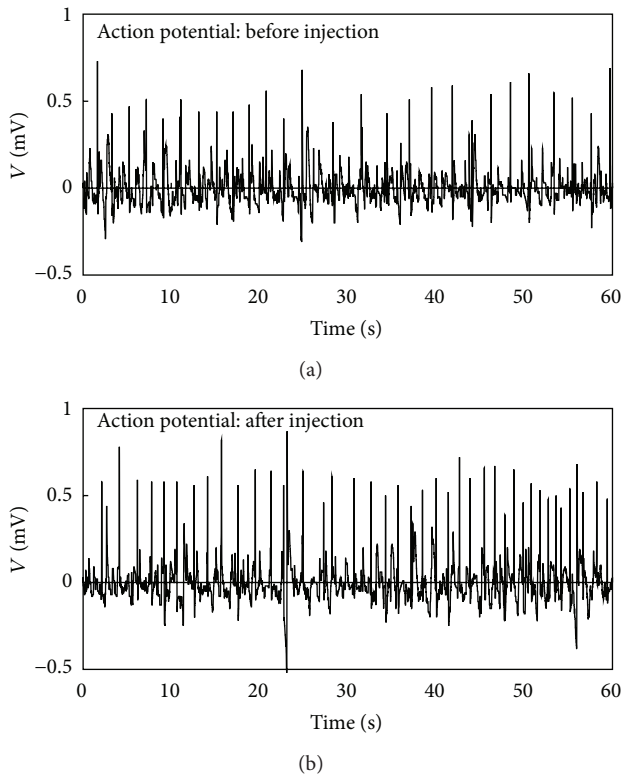 Action potential: before injection
1
0.5
0
−0.5
V (mV)
0 10 20 30 40 50 60
Time (s)
(a)
Action potential: after injection
1
0.5
0
−0.5
V (mV)
0 10 20 30 40 50 60
Time (s)
(b)